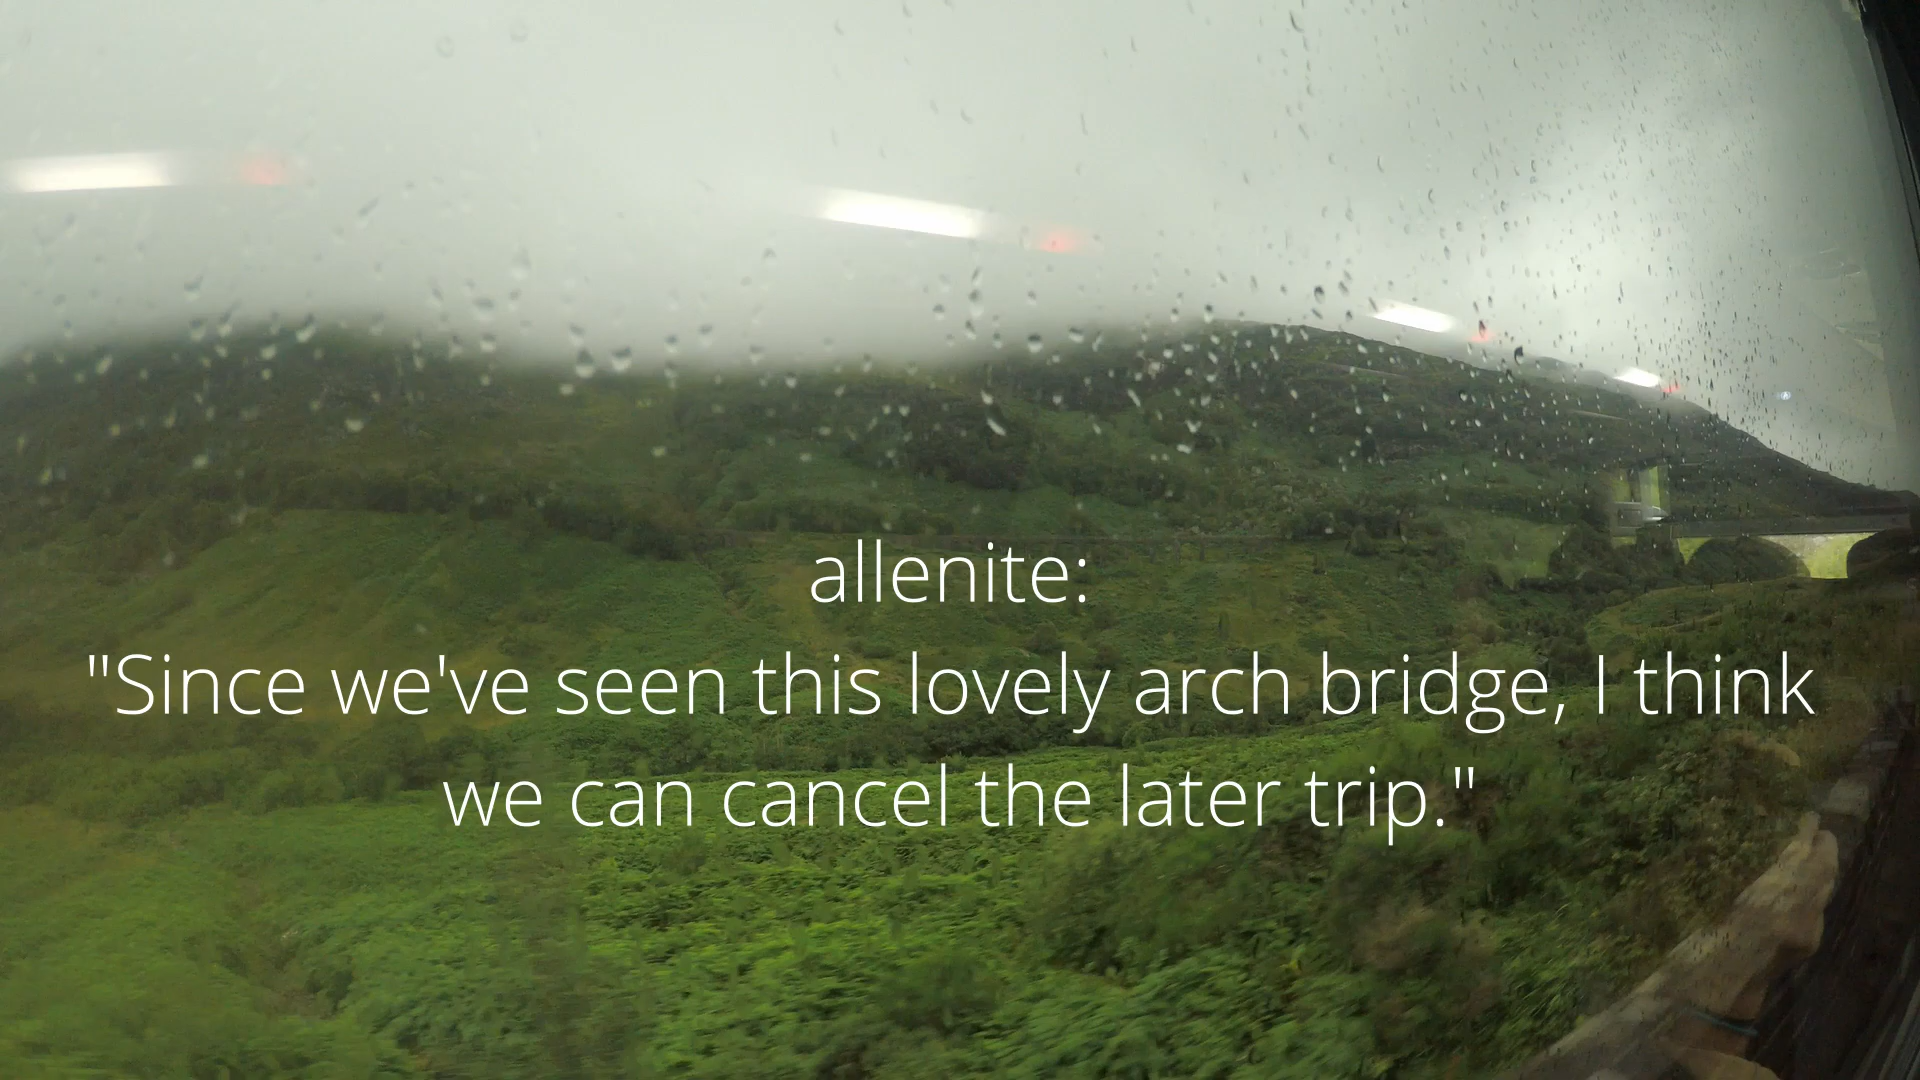 allenite:
"Since we've seen this lovely arch bridge, I think
we can cancel the later trip."